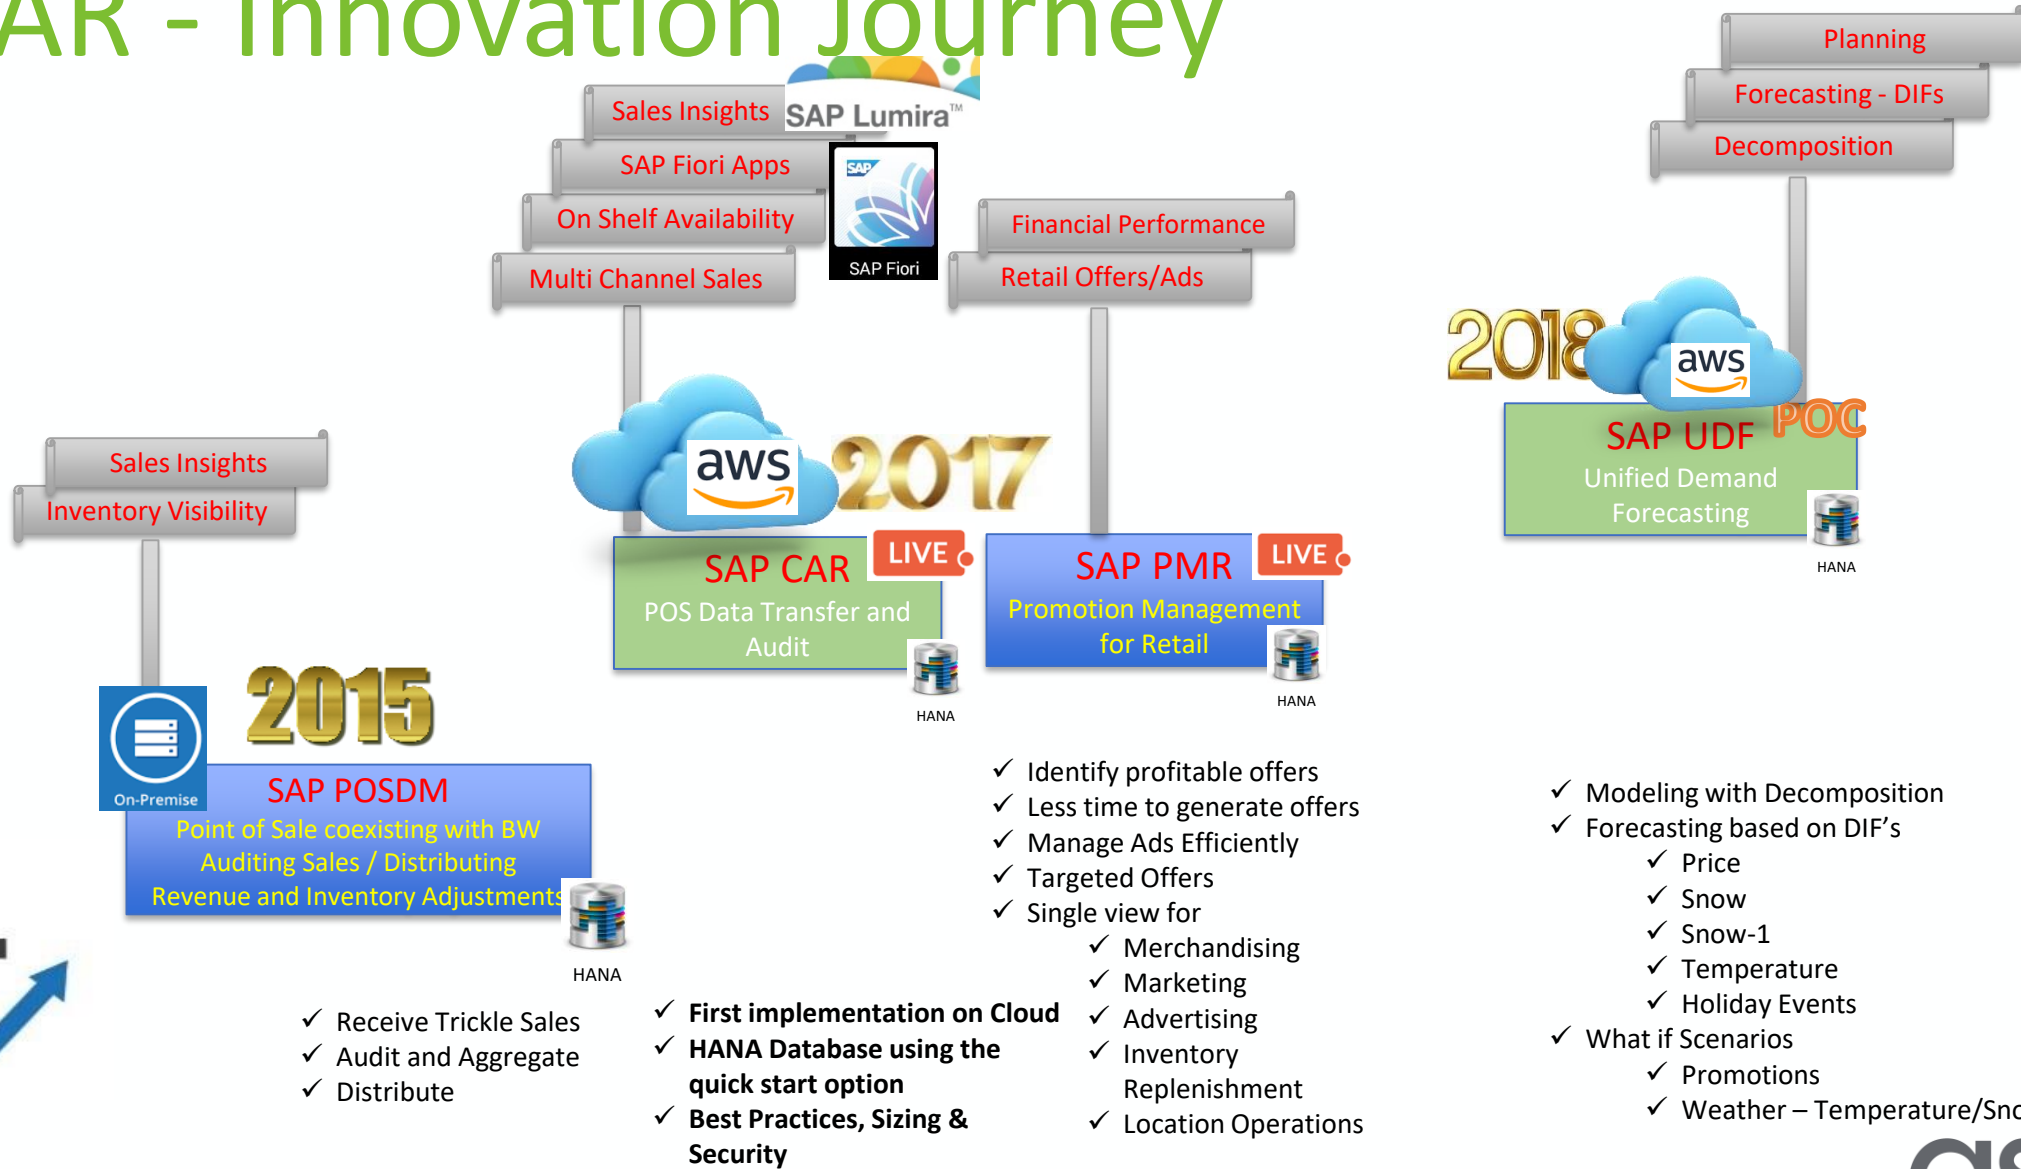 AR - Innovation Journey
Sales Insights
SAP Lumira™
SAP Fiori Apps
SAP
On Shelf Availability
Multi Channel Sales
SAP Fiori
Financial Performance
Retail Offers/Ads
Planning
Forecasting - DIFs
Decomposition
2018
aws
POC
SAP UDF
Unified Demand
Forecasting
HANA
Sales Insights
Inventory Visibility
aws
2017
LIVE
SAP CAR
POS Data Transfer and
Audit
HANA
LIVE
SAP PMR
Promotion Management
for Retail
HANA
2015
On-Premise
SAP POSDM
Point of Sale coexisting with BW
Auditing Sales / Distributing
Revenue and Inventory Adjustments
HANA
✓ Receive Trickle Sales
✓ Audit and Aggregate
✓ Distribute
✓ First implementation on Cloud
✓ HANA Database using the
quick start option
✓ Best Practices, Sizing &
Security
✓ Identify profitable offers
✓ Less time to generate offers
✓ Manage Ads Efficiently
✓ Targeted Offers
✓ Single view for
✓ Merchandising
✓ Marketing
✓ Advertising
✓ Inventory
Replenishment
✓ Location Operations
✓ Modeling with Decomposition
✓ Forecasting based on DIF's
✓ Price
✓ Snow
✓ Snow-1
✓ Temperature
✓ Holiday Events
✓ What if Scenarios
✓ Promotions
✓ Weather – Temperature/Sno